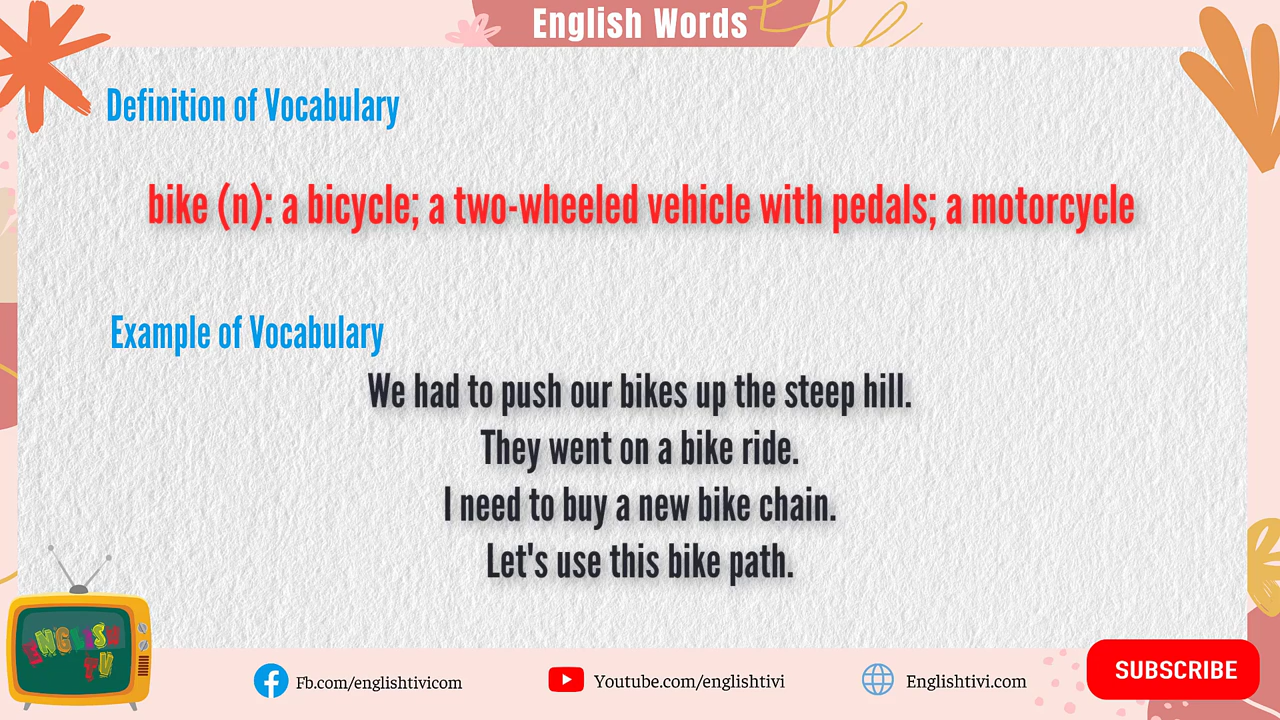 English Words
Definition of Vocabulary
bike (n): a bicycle; a two-wheeled vehicle with pedals; a motorcycle
Example of Vocabulary
We had to push our bikes up the steep hill.
They went on a bike ride.
I need to buy a new bike chain.
Let's use this bike path.
ENGLISH
TV
Fb.com/englishtivicom
Youtube.com/englishtivi
Englishtivi.com
SUBSCRIBE